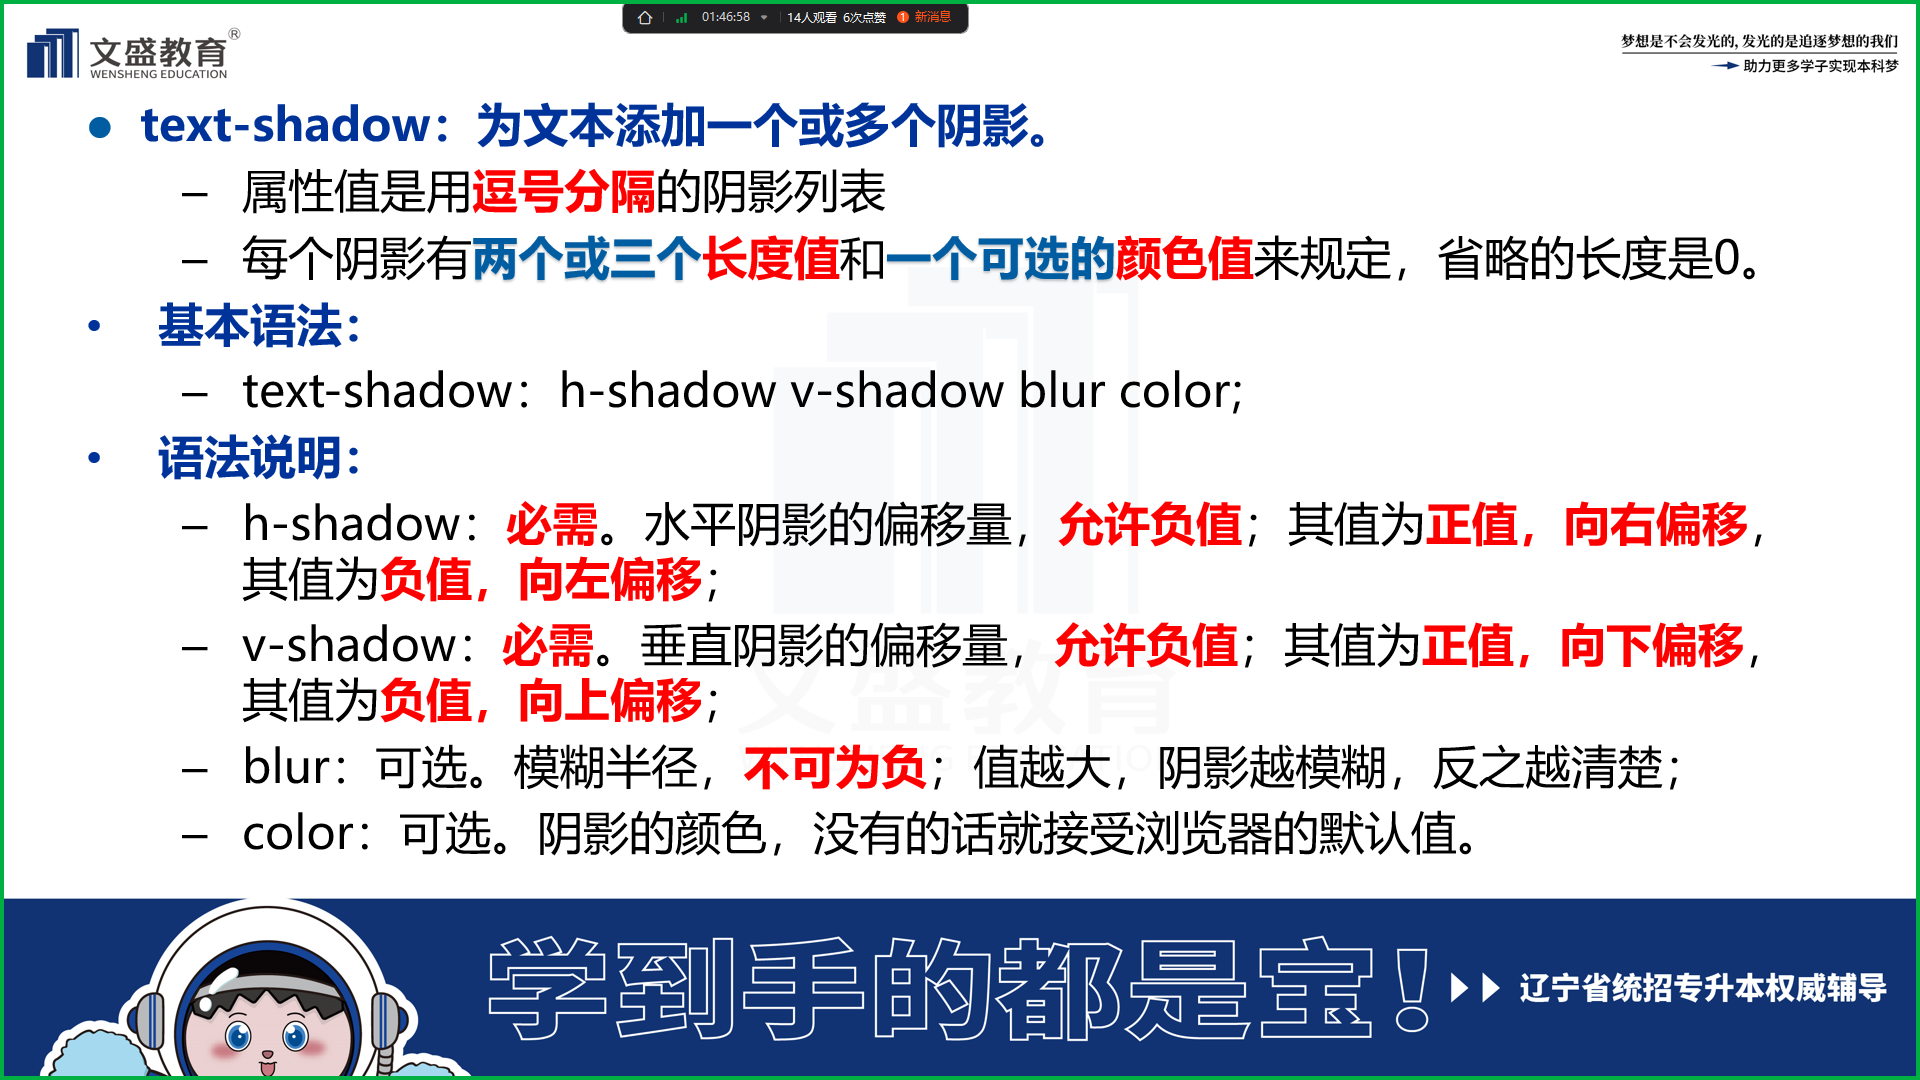 01:46:58 14人观看 6次点赞 1 新消息
文盛教育®
WENSHENG EDUCATION
梦想是不会发光的, 发光的是追逐梦想的我们
助力更多学子实现本科梦
● text-shadow：为文本添加一个或多个阴影。
– 属性值是用逗号分隔的阴影列表
– 每个阴影有两个或三个长度值和一个可选的颜色值来规定，省略的长度是0。
• 基本语法：
– text-shadow：h-shadow v-shadow blur color;
• 语法说明：
– h-shadow：必需。水平阴影的偏移量，允许负值；其值为正值，向右偏移，
其值为负值，向左偏移；
– v-shadow：必需。垂直阴影的偏移量，允许负值；其值为正值，向下偏移，
其值为负值，向上偏移；
– blur：可选。模糊半径，不可为负；值越大，阴影越模糊，反之越清楚；
– color：可选。阴影的颜色，没有的话就接受浏览器的默认值。
文盛教育
学到手的都是宝！
辽宁省统招专升本权威辅导